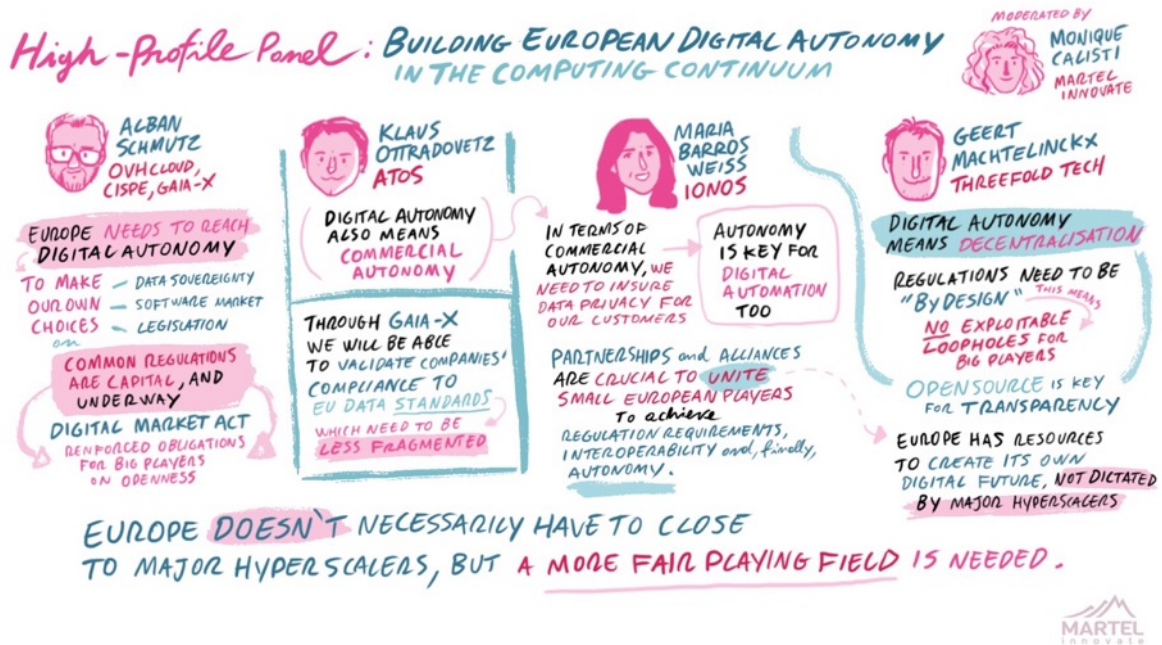 High-Profile Panel: BUILDING EUROPEAN DIGITAL AUTONOMY
IN THE COMPUTING CONTINUUM
MODERATED BY
MONIQUE
CALISTI
MARTEL
INNOVATE
ALBAN
SCHMUTZ
OVHCLOUD,
CISPE, GAIA-X
EUROPE NEEDS TO REACH
DIGITAL AUTONOMY
TO MAKE
OUR OWN
CHOICES
on
- DATA SOVEREIGNTY
- SOFTWARE MARKET
- LEGISLATION
COMMON REGULATIONS
ARE CAPITAL, AND
UNDERWAY
DIGITAL MARKET ACT
RENFORCED OBLIGATIONS
FOR BIG PLAYERS
ON OPENNESS
KLAUS
OTTRADOVETZ
ATOS
DIGITAL AUTONOMY
ALSO MEANS
COMMERCIAL
AUTONOMY
THROUGH GAIA-X
WE WILL BE ABLE
TO VALIDATE COMPANIES'
COMPLIANCE TO
EU DATA STANDARDS
WHICH NEED TO BE
LESS FRAGMENTED
MARIA
BARROS
WEISS
IONOS
IN TERMS OF
COMMERCIAL
AUTONOMY, WE
NEED TO INSURE
DATA PRIVACY FOR
OUR CUSTOMERS
AUTONOMY
IS KEY FOR
DIGITAL
AUTOMATION
TOO
PARTNERSHIPS and ALLIANCES
ARE CRUCIAL TO UNITE
SMALL EUROPEAN PLAYERS
To achieve
REGULATION REQUIREMENTS,
INTEROPERABILITY and, finally,
AUTONOMY.
GEERT
MACHTELINCKX
THREEFOLD TECH
DIGITAL AUTONOMY
MEANS DECENTRALISATION
REGULATIONS NEED TO BE
"BY DESIGN" THIS MEANS
NO EXPLOITABLE
LOOPHOLES FOR
BIG PLAYERS
OPENSOURCE IS KEY
FOR TRANSPARENCY
EUROPE HAS RESOURCES
TO CREATE ITS OWN
DIGITAL FUTURE, NOT DICTATED
BY MAJOR HYPERSCALERS
EUROPE DOESN'T NECESSARILY HAVE TO CLOSE
TO MAJOR HYPERSCALERS, BUT A MORE FAIR PLAYING FIELD IS NEEDED.
MARTEL
innovate